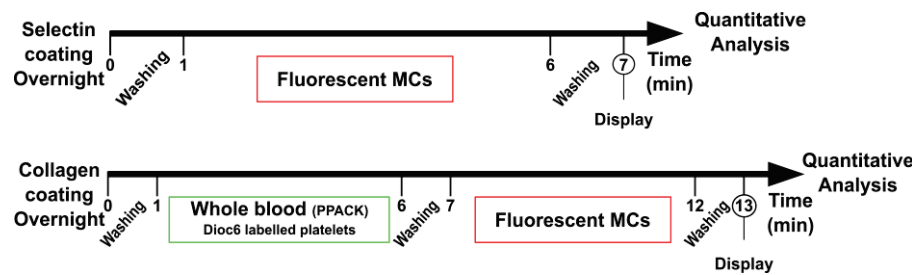 Selectin
coating
Overnight
0
Washing
1
Fluorescent MCs
6
Washing
7
Display
Time
(min)
Quantitative
Analysis
Collagen
coating
Overnight
0
Washing
1
Whole blood (PPACK)
Dioc6 labelled platelets
6
Washing
7
Fluorescent MCs
12
Washing
13
Display
Time
(min)
Quantitative
Analysis